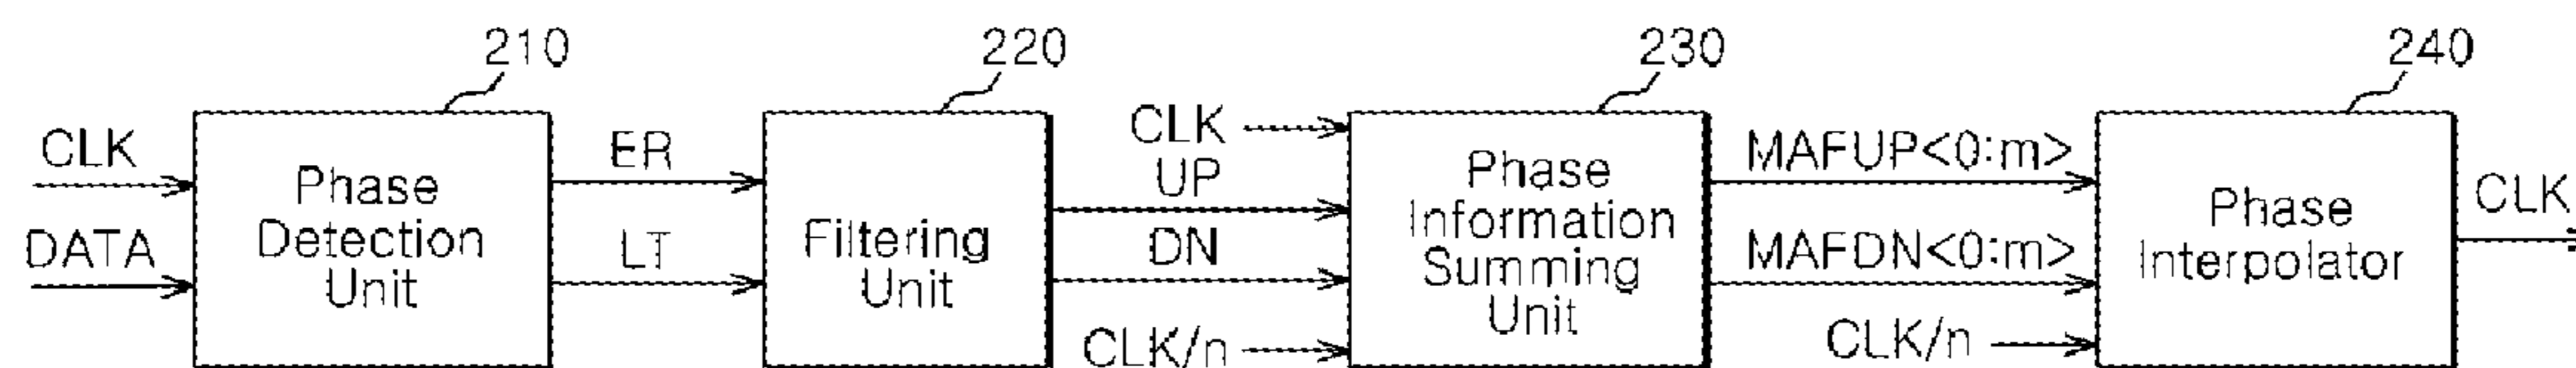 210
220
230
240
CLK
DATA
Phase
Detection
Unit
ER
LT
Filtering
Unit
CLK
UP
DN
CLK/n
Phase
Information
Summing
Unit
MAFUP<0:m>
MAFDN<0:m>
CLK/n
Phase
Interpolator
CLK